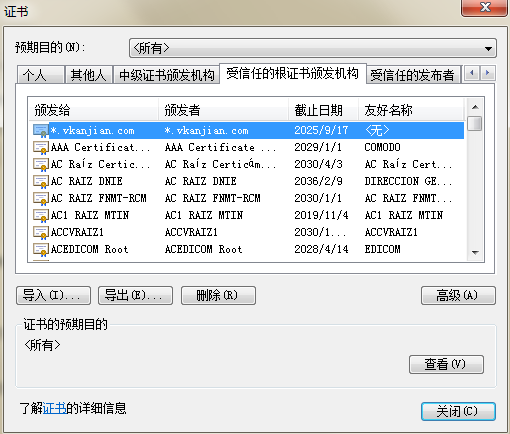 证书
预期目的(N):
<所有>
个人
其他人
中级证书颁发机构
受信任的根证书颁发机构
受信任的发布者
颁发给 颁发者 截止日期 友好名称
*.vkanjian.com *.vkanjian.com 2025/9/17 <无>
AAA Certificat... AAA Certificate ... 2029/1/1 COMODO
AC Raíz Certic... AC Raíz Certicám... 2030/4/3 AC Raíz Cert...
AC RAIZ DNIE AC RAIZ DNIE 2036/2/9 DIRECCION GE...
AC RAIZ FNMT-RCM AC RAIZ FNMT-RCM 2030/1/1 AC RAIZ FNMT...
AC1 RAIZ MTIN AC1 RAIZ MTIN 2019/11/4 AC1 RAIZ MTIN
ACCVRAIZ1 ACCVRAIZ1 2030/1... ACCVRAIZ1
ACEDICOM Root ACEDICOM Root 2028/4/14 EDICOM
导入(I)... 导出(E)... 删除(R) 高级(A)
证书的预期目的
<所有>
查看(V)
了解证书的详细信息
关闭(C)